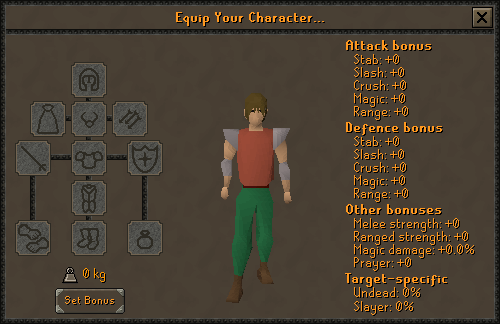 Equip Your Character...
Attack bonus
Stab: +0
Slash: +0
Crush: +0
Magic: +0
Range: +0
Defence bonus
Stab: +0
Slash: +0
Crush: +0
Magic: +0
Range: +0
Other bonuses
Melee strength: +0
Ranged strength: +0
Magic damage: +0.0%
Prayer: +0
Target-specific
Undead: 0%
Slayer: 0%
0 kg
Set Bonus